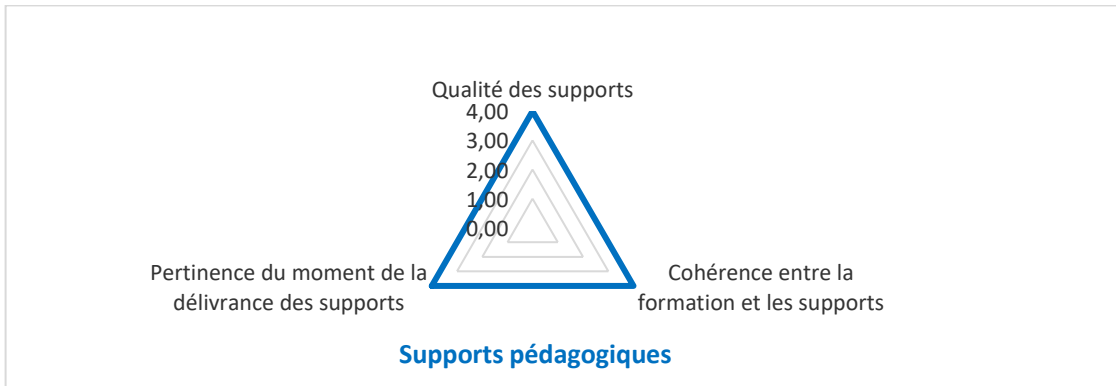 Qualité des supports
4,00
3,00
2,00
1,00
0,00
Pertinence du moment de la
délivrance des supports
Cohérence entre la
formation et les supports
Supports pédagogiques